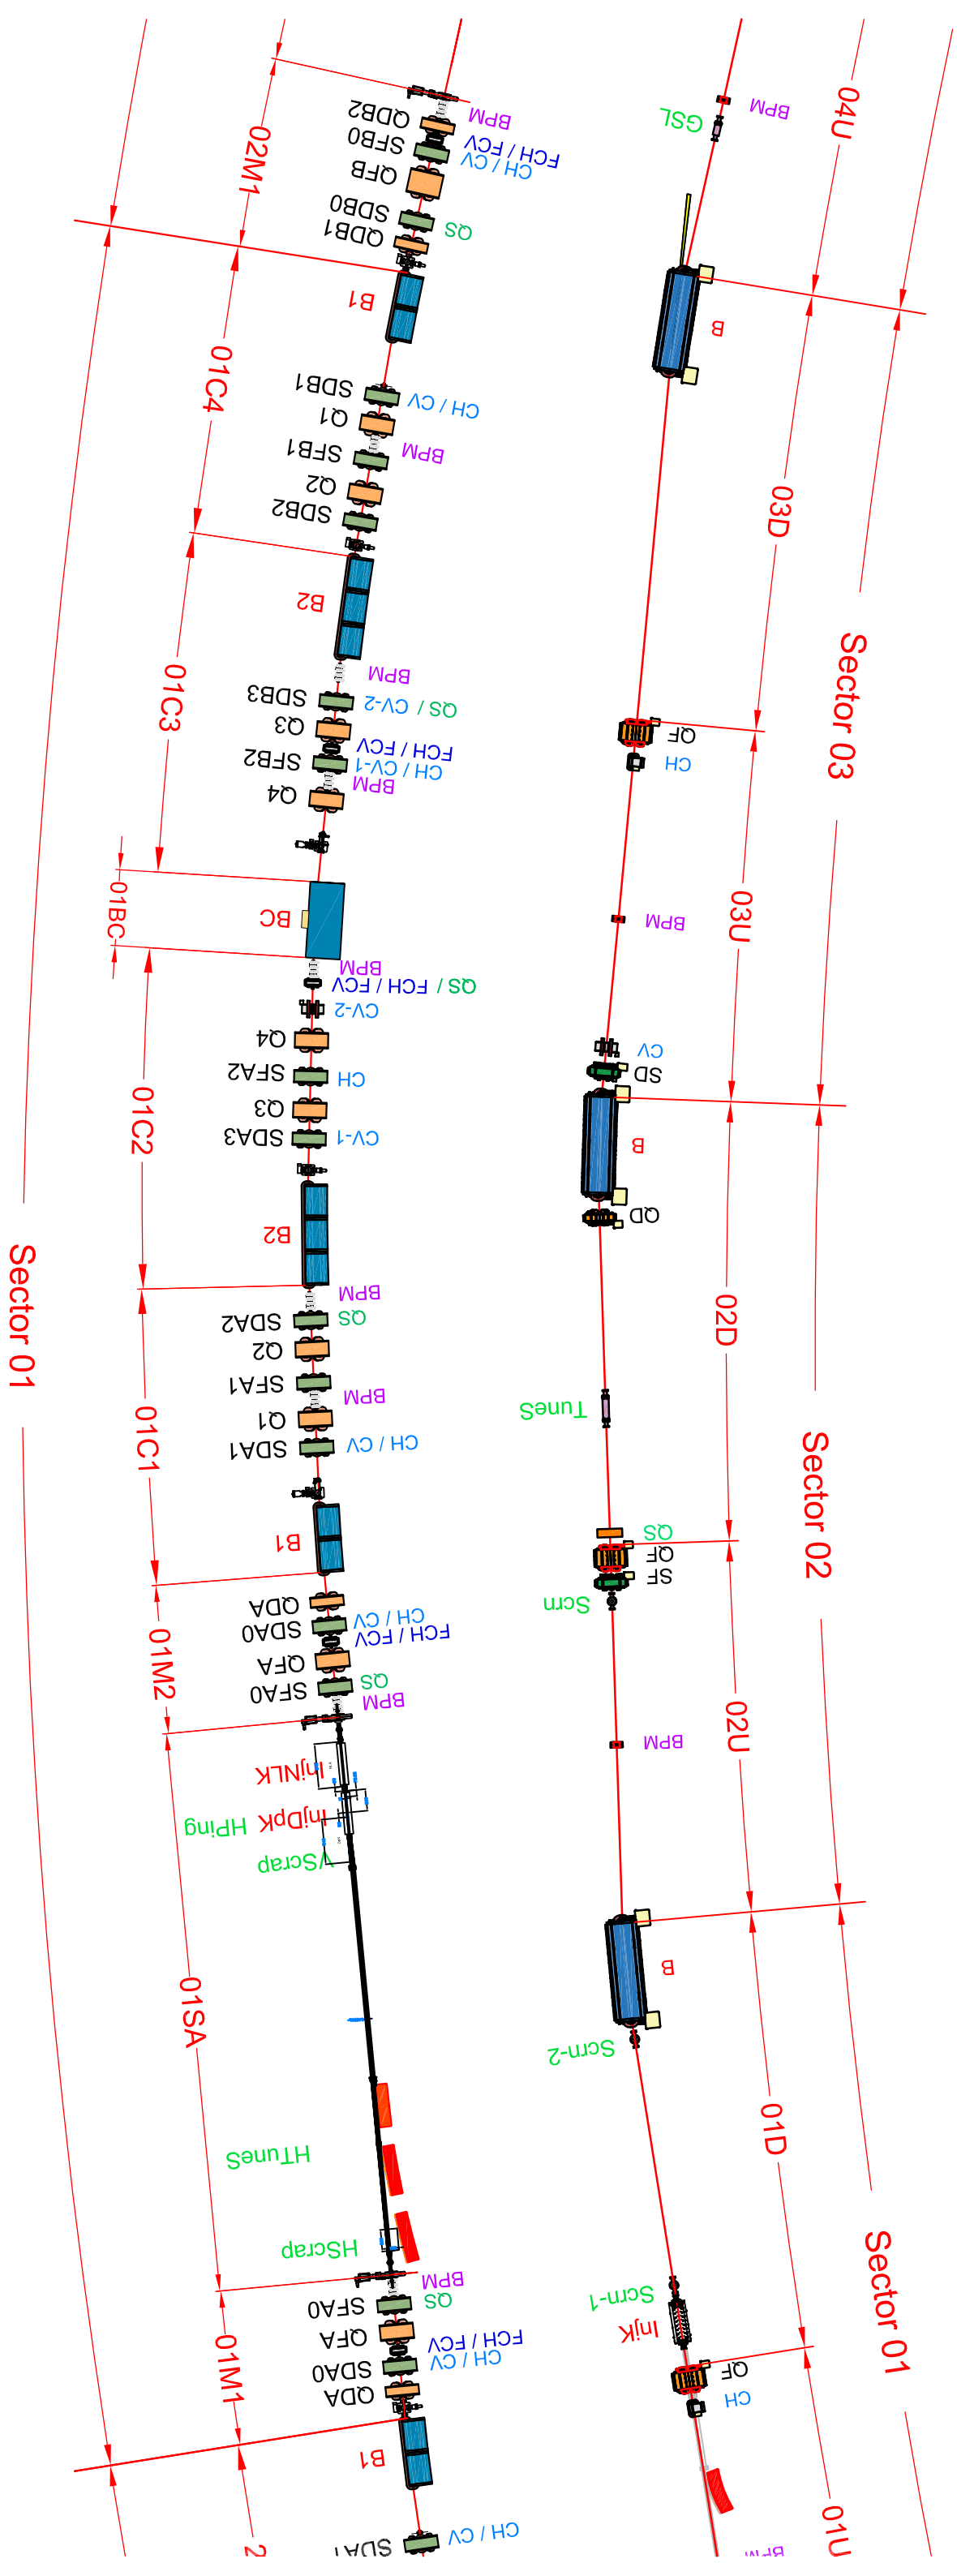 BPM
QDB2
FCH / FCV
SFB0
CH / CV
QFB
02M1
SDB0
QS
QDB1
B1
01C4
SDB1
CH / CV
Q1
SFB1
BPM
Q2
SDB2
B2
01C3
BPM
SDB3
QS / CV-2
Q3
FCH / FCV
SFB2
CH / CV-1
BPM
Q4
01BC
BC
BPM
QS / FCH / FCV
CV-2
Q4
SFA2
CH
01C2
Q3
SDA3
CV-1
B2
Sector 01
BPM
SDA2
QS
Q2
SFA1
BPM
01C1
Q1
SDA1
CH / CV
B1
QDA
CH / CV
SDA0
FCH / FCV
01M2
QFA
QS
SFA0
BPM
InjNLK
InjDpK
HPing
VScrap
01SA
HTuneS
HScrap
BPM
SFA0
QS
QFA
FCH / FCV
01M1
SDA0
CH / CV
QDA
B1
SDA1
CH / CV
2
04U
BPM
GSL
B
03D
Sector 03
QF
CH
03U
BPM
CV
SD
B
QD
02D
TuneS
Sector 02
QS
QF
SF
Scrn
02U
BPM
B
Scrn-2
01D
Sector 01
Scrn-1
InjK
QF
CH
01U
BPM